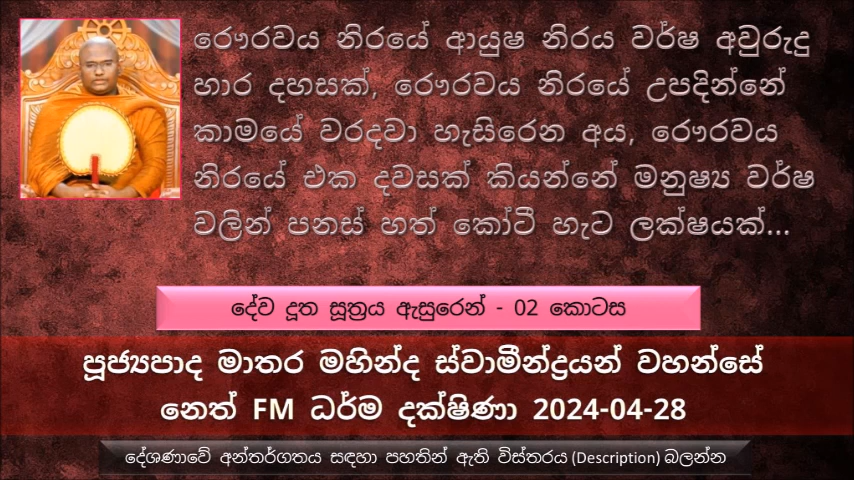 රෞරවය නිරයේ ආයුෂ නිරය වර්ෂ අවුරුදු
හාර දහසක්, රෞරවය නිරයේ උපදින්නේ
කාමයේ වරදවා හැසිරෙන අය, රෞරවය
නිරයේ එක දවසක් කියන්නේ මනුෂ්‍ය වර්ෂ
වලින් පනස් හත් කෝටි හැට ලක්ෂයක්...
දේව දූත සූත්‍රය ඇසුරෙන් - 02 කොටස
පූජ්‍යපාද මාතර මහින්ද ස්වාමීන්ද්‍රයන් වහන්සේ
නෙත් FM ධර්ම දක්ෂිණා 2024-04-28
දේශණාවේ අන්තර්ගතය සඳහා පහතින් ඇති විස්තරය (Description) බලන්න